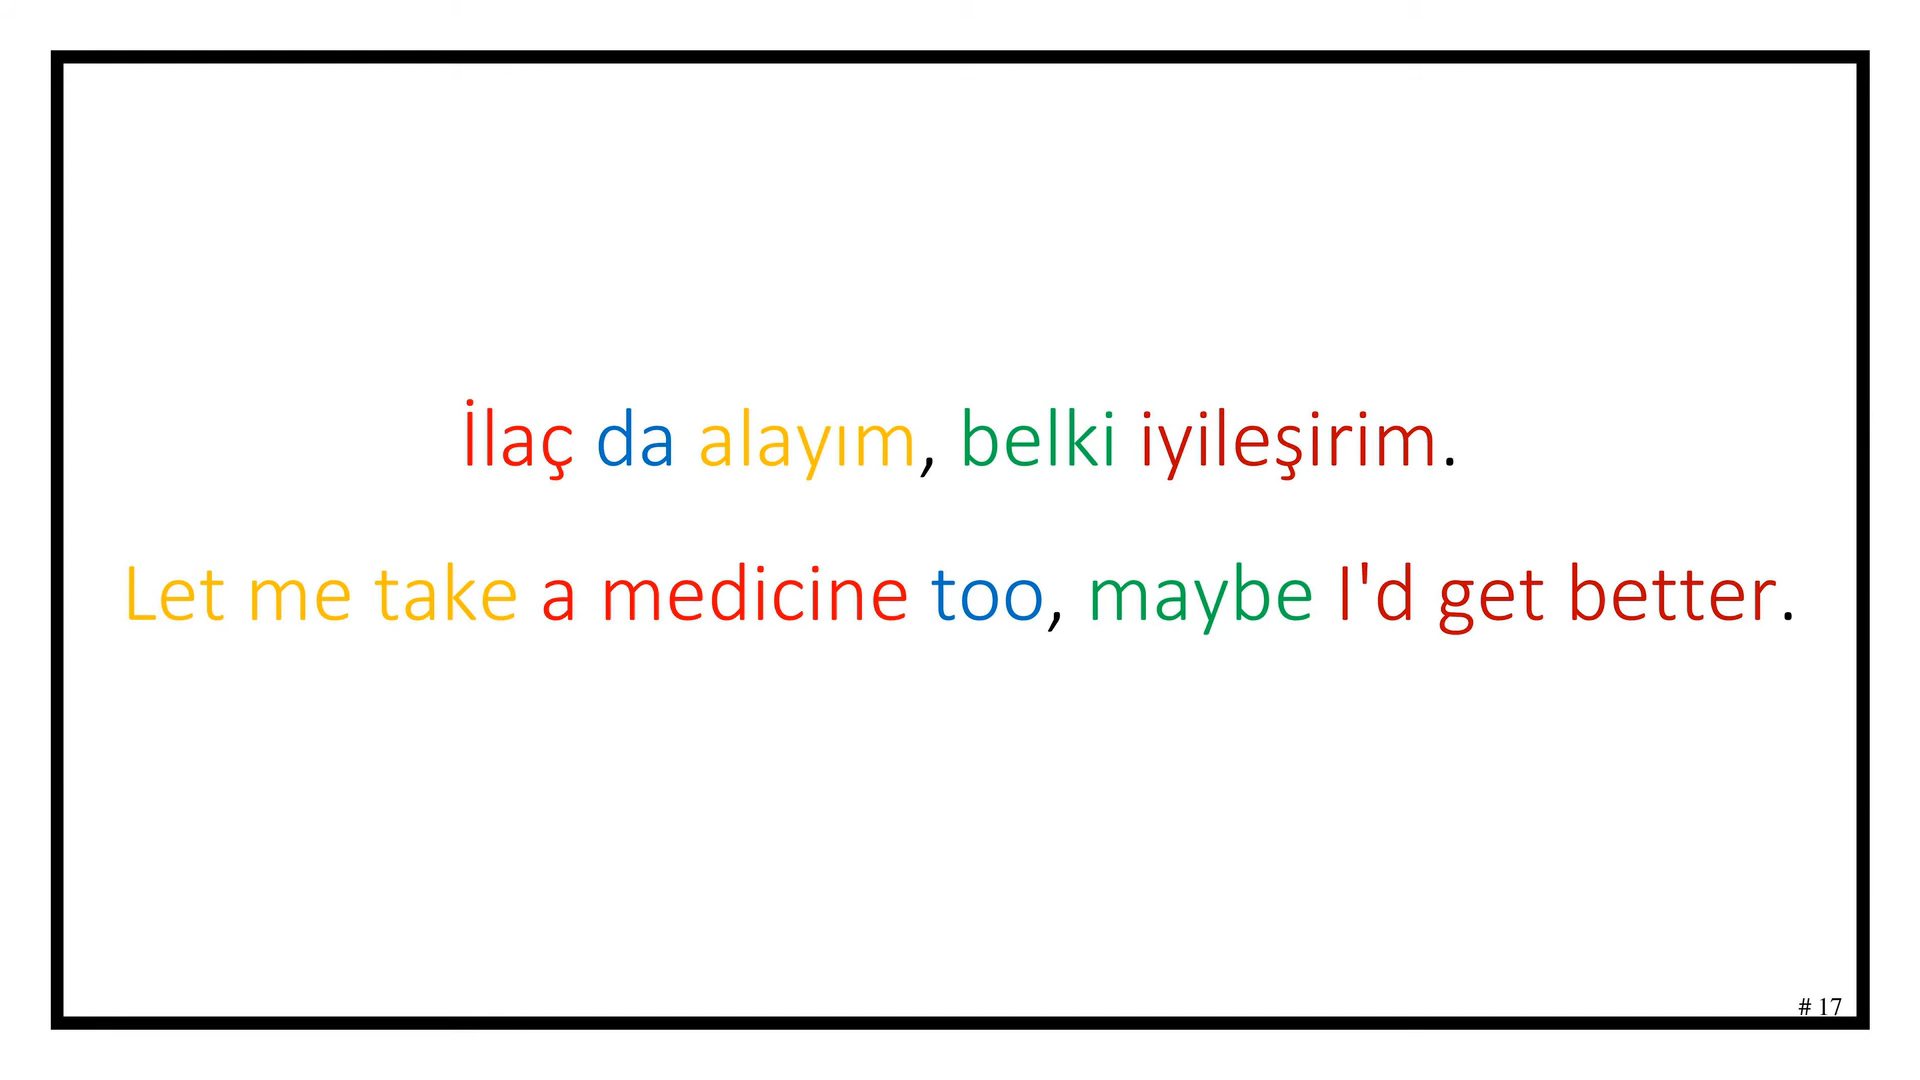 İlaç da alayım, belki iyileşirim.
Let me take a medicine too, maybe I'd get better.
# 17